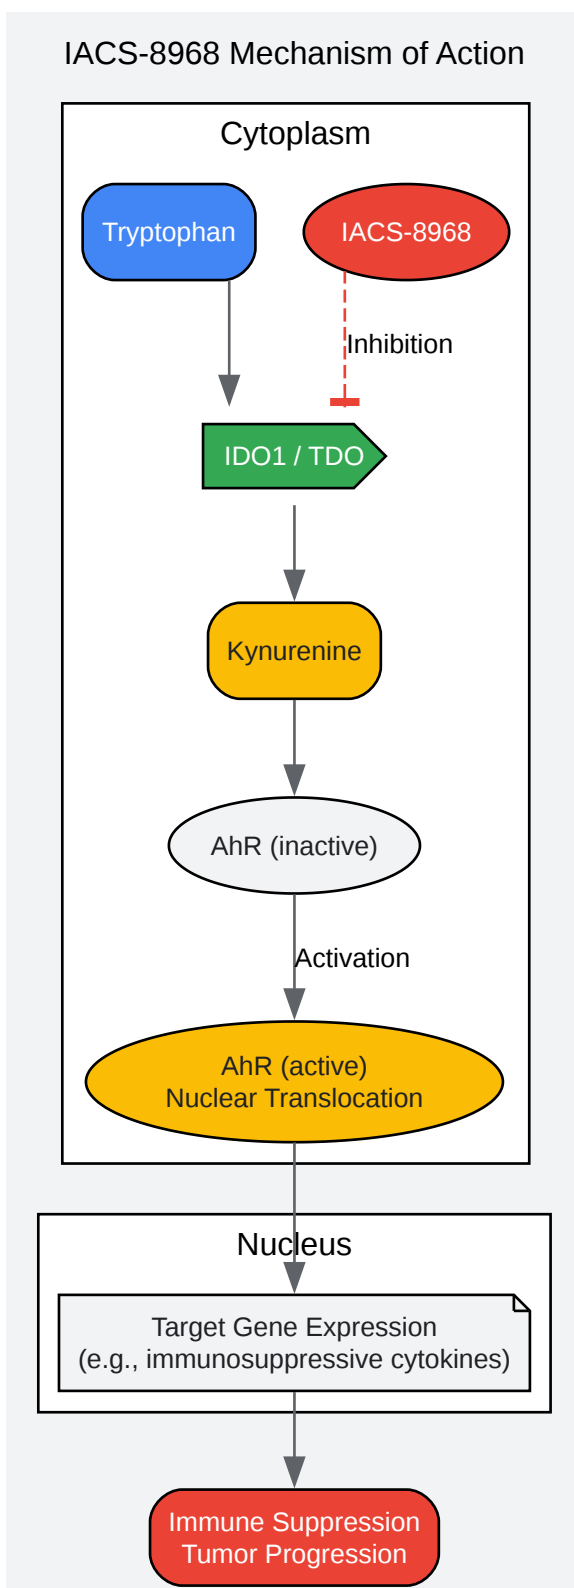 IACS-8968 Mechanism of Action
Cytoplasm
Tryptophan
IACS-8968
Inhibition
IDO1 / TDO
Kynurenine
AhR (inactive)
Activation
AhR (active)
Nuclear Translocation
Nucleus
Target Gene Expression
(e.g., immunosuppressive cytokines)
Immune Suppression
Tumor Progression